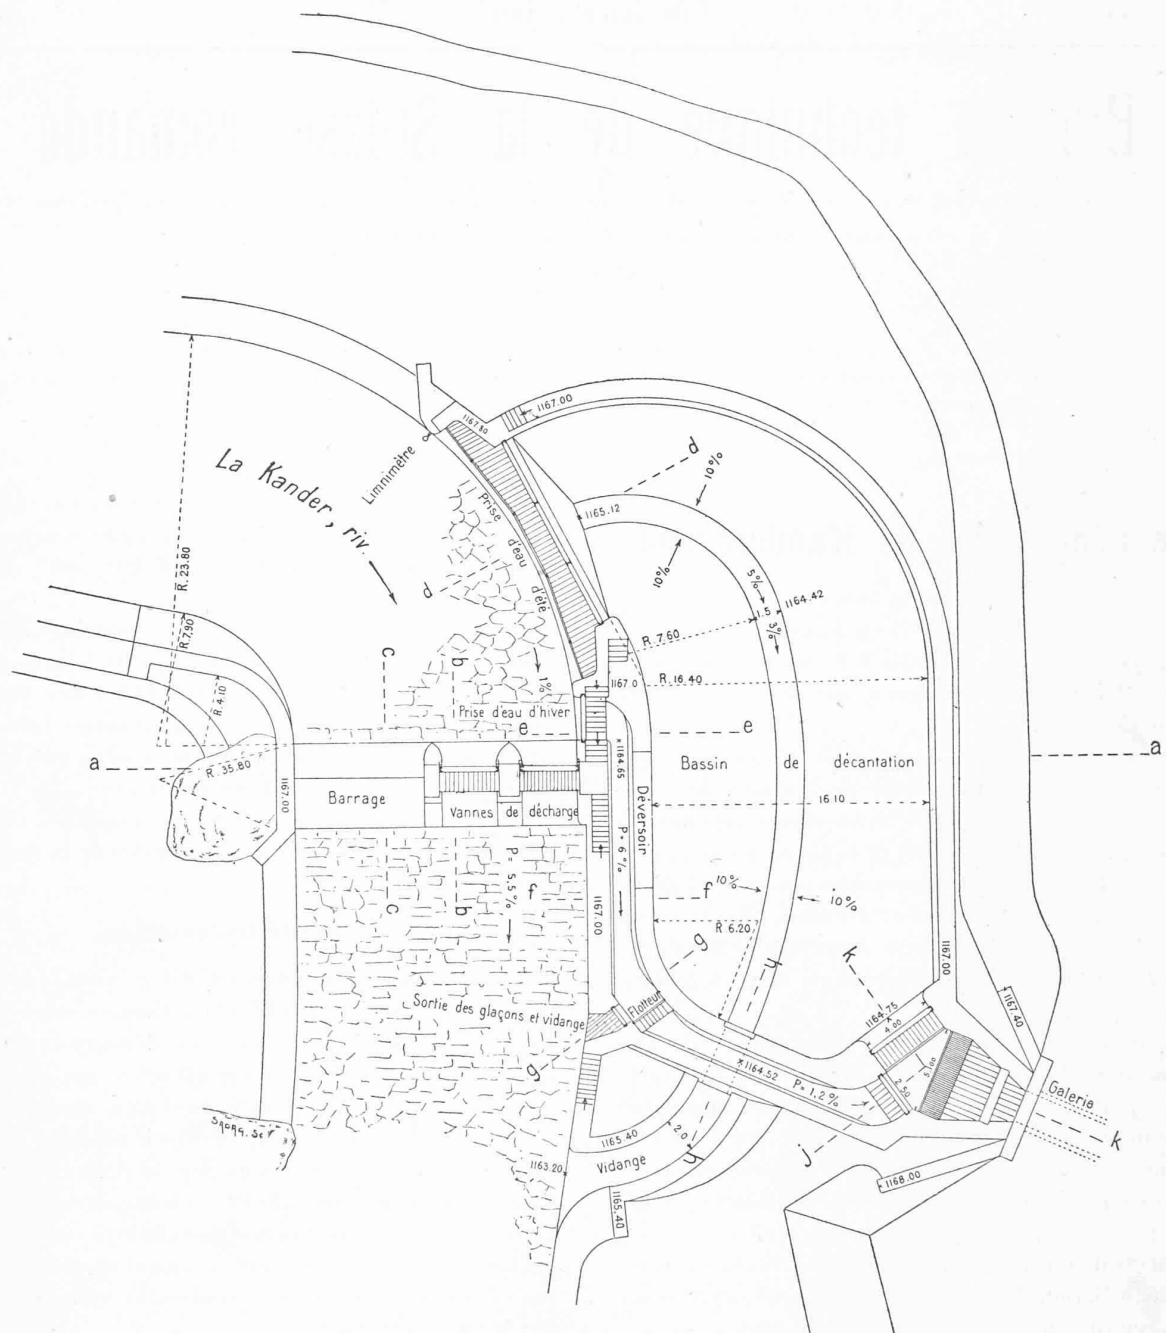 1167.80
1167.00
La Kander, riv.
Limnimètre
Prise
d'eau
d'été
1%
d
d
10%
1165.12
10%
5%
1164.42
1.5
3%
R. 23.80
R. 7.90
R. 4.10
R. 7.60
R. 16.40
1167.0
c
b
Prise d'eau d'hiver
e
e
1164.65
a
a
R. 35.80
1167.00
Barrage
Vannes de décharge
Bassin de décantation
16.10
Déversoir
P= 6%
P= 5.5%
f
f
10%
10%
c
b
1167.00
R. 6.20
g
h
k
1167.00
Sortie des glaçons et vidange
Flotteur
1164.75
4.00
1167.40
g
1164.52
P= 1.2%
2.50
Galerie
k
j
1165.40
2.0
h
1163.20
Vidange
1165.40
1168.00